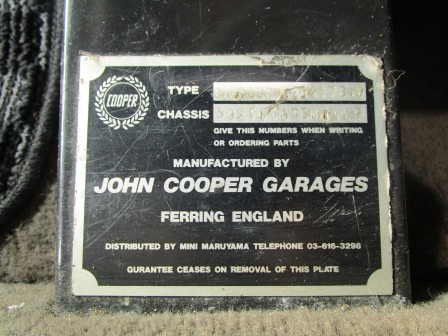 COOPER
TYPE
CHASSIS
GIVE THIS NUMBERS WHEN WRITING
OR ORDERING PARTS
MANUFACTURED BY
JOHN COOPER GARAGES
FERRING ENGLAND
DISTRIBUTED BY MINI MARUYAMA TELEPHONE 03-616-3298
GURANTEE CEASES ON REMOVAL OF THIS PLATE